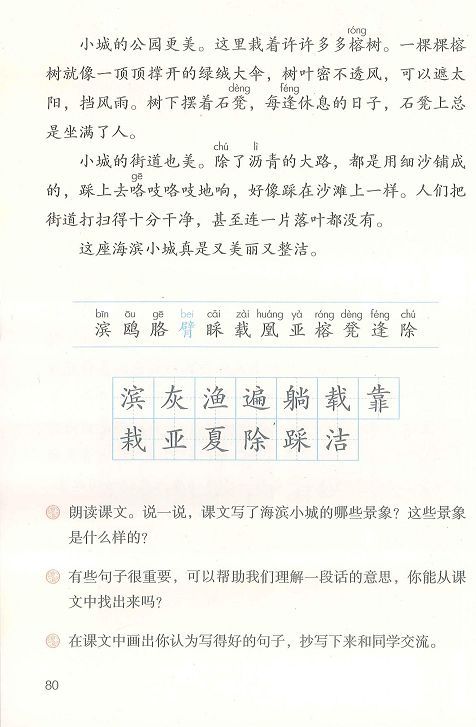 róng
小城的公园更美。这里栽着许许多多榕树。一棵棵榕
树就像一顶顶撑开的绿绒大伞，树叶密不透风，可以遮太
dèng féng
阳，挡风雨。树下摆着石凳，每逢休息的日子，石凳上总
是坐满了人。
chú lì
小城的街道也美。除了沥青的大路，都是用细沙铺成
gē
的，踩上去咯吱咯吱地响，好像踩在沙滩上一样。人们把
街道打扫得十分干净，甚至连一片落叶都没有。
这座海滨小城真是又美丽又整洁。
bīn ōu gē bei cǎi zài huáng yà róng dèng féng chú
滨 鸥 胳 臂 睬 载 凰 亚 榕 凳 逢 除
滨 灰 渔 遍 躺 载 靠
栽 亚 夏 除 踩 洁
朗读课文。说一说，课文写了海滨小城的哪些景象？这些景象
是什么样的？
有些句子很重要，可以帮助我们理解一段话的意思，你能从课
文中找出来吗？
在课文中画出你认为写得好的句子，抄写下来和同学交流。
80